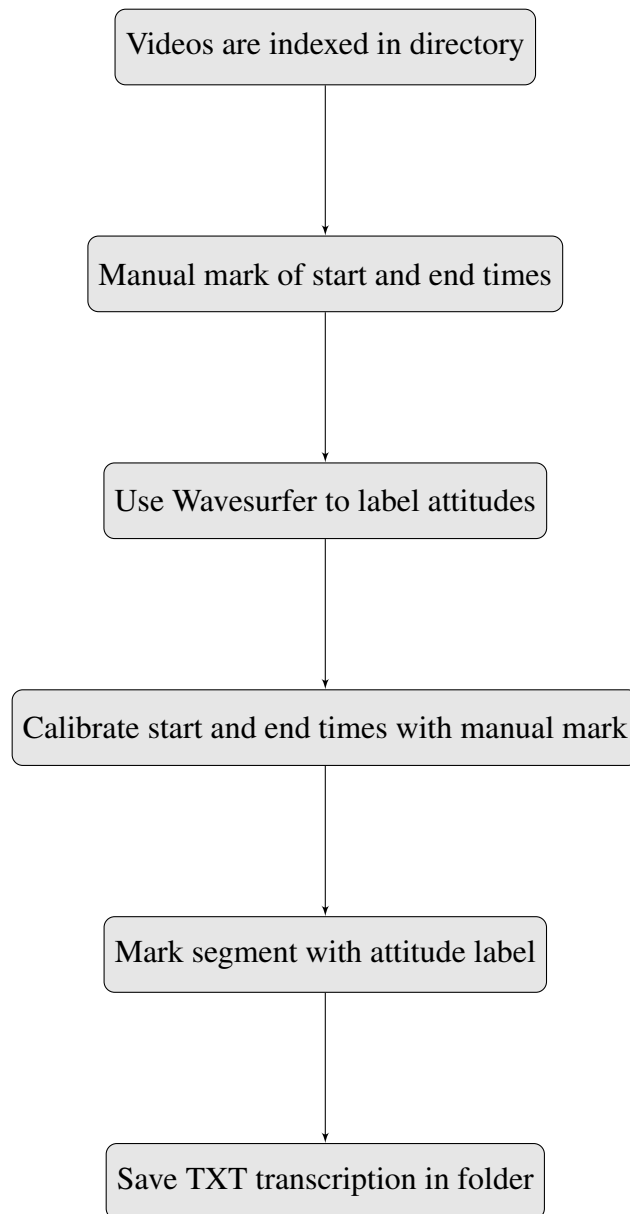 Videos are indexed in directory
Manual mark of start and end times
Use Wavesurfer to label attitudes
Calibrate start and end times with manual mark
Mark segment with attitude label
Save TXT transcription in folder